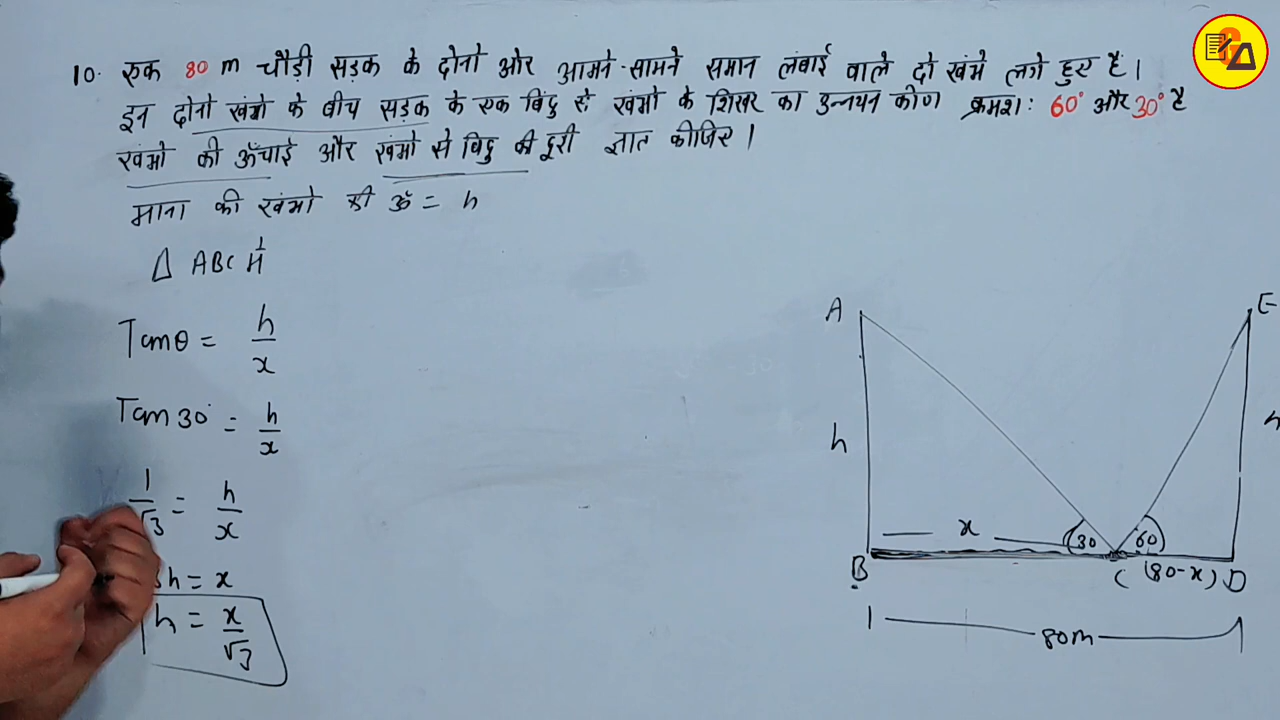 10. एक 80 m चौड़ी सड़क के दोनो ओर आमने-सामने समान लंबाई वाले दो खंभे लगे हुए हैं।
इन दोनो खंभो के बीच सड़क के एक बिंदु से खंभो के शिखर का उन्नयन कोण क्रमश: 60° और 30° है
खंभो की ऊँचाई और खंभो से बिंदु की दूरी ज्ञात कीजिए।
माना की खंभो की ऊँ = h
Δ ABC में
Tanθ = h/x
Tan 30° = h/x
1/√3 = h/x
h = x
h = x/√3
A
E
h
h
x
30
60
B
C
(80-x)
D
80m